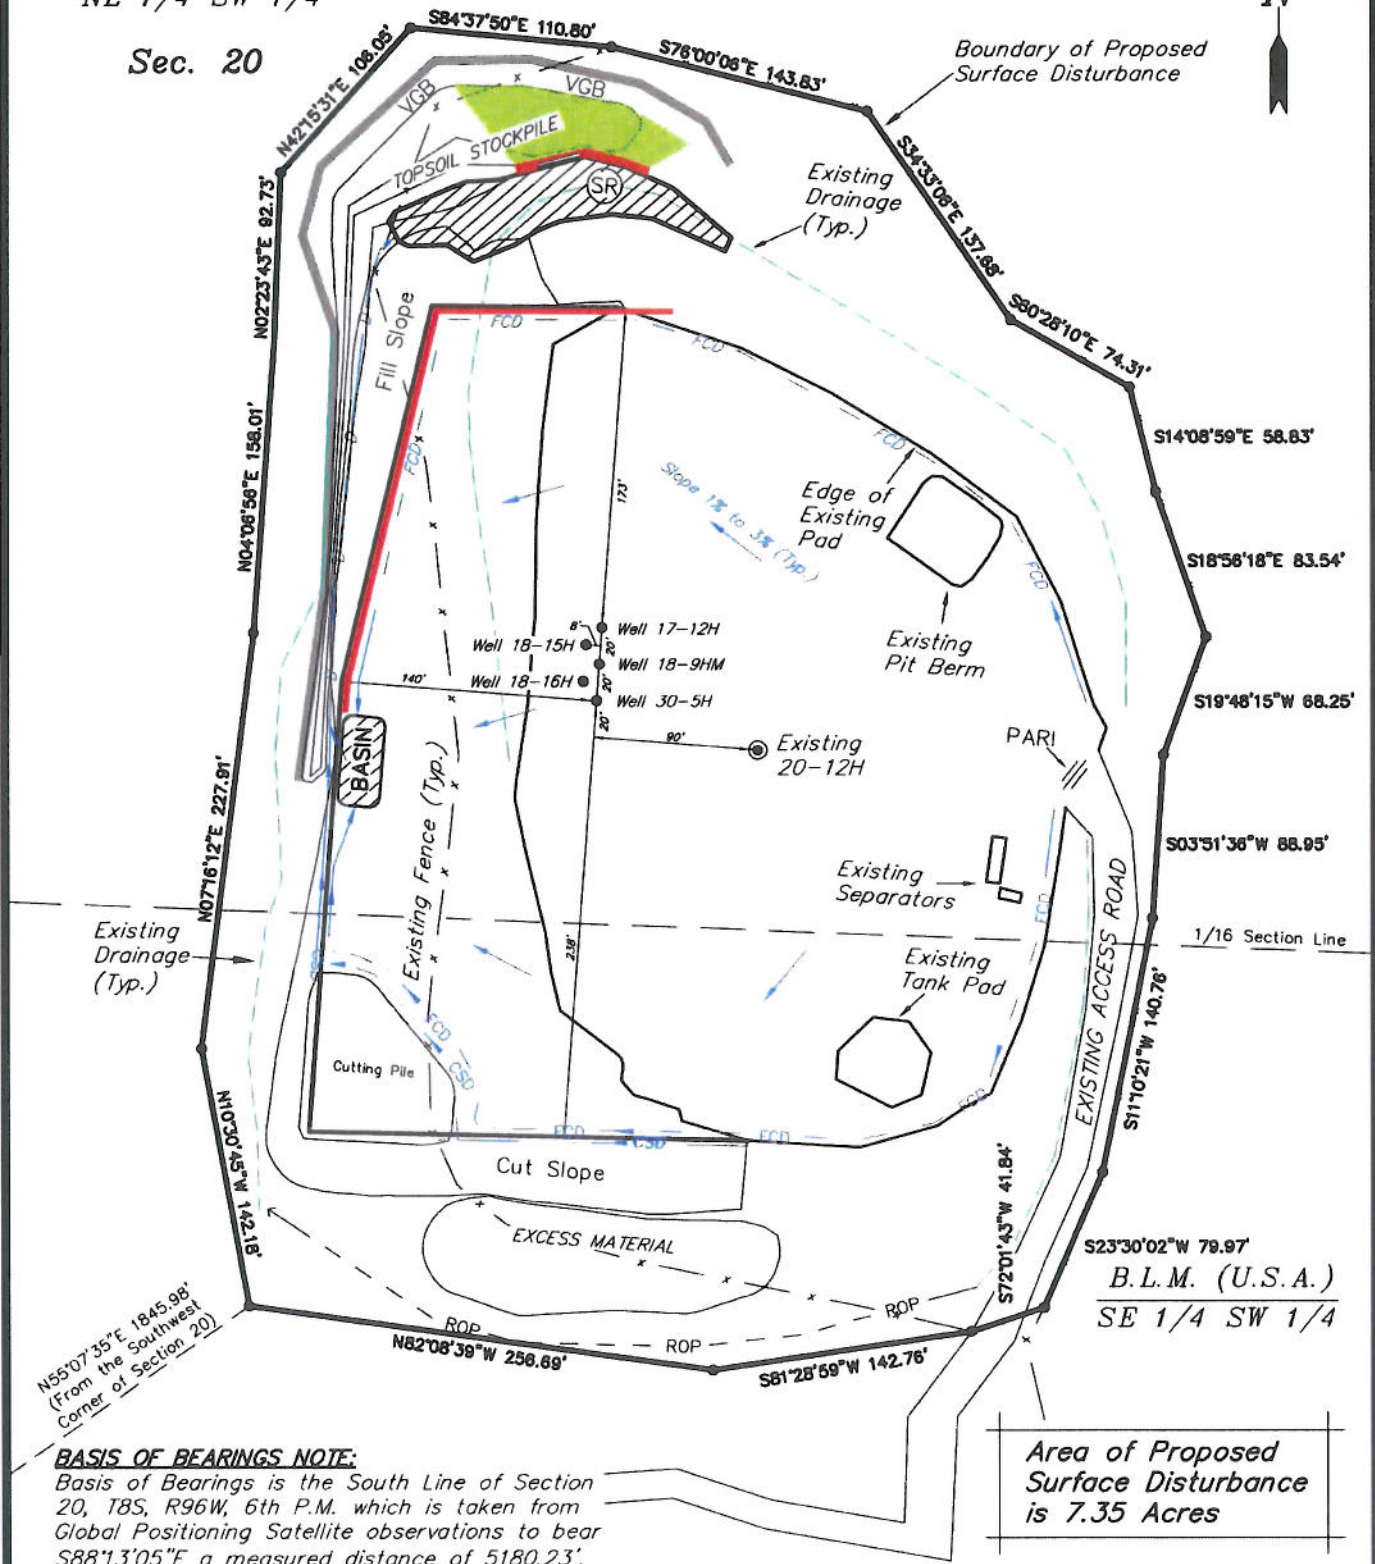 NE 1/4 SW 1/4
Sec. 20
N
S84°37'50"E 110.80'
S76°00'06"E 143.83'
Boundary of Proposed
Surface Disturbance
N42°15'31"E 106.05'
VGB
VGB
TOPSOIL STOCKPILE
SR
S34°33'08"E 137.68'
Existing
Drainage
(Typ.)
N02°23'43"E 92.73'
S60°28'10"E 74.31'
Fill Slope
FCD
FCD
D
S14°08'59"E 58.83'
FCD
FCD
D
N04°06'56"E 158.01'
173'
Slope 1% to 3% (Typ.)
Edge of
Existing
Pad
S18°56'18"E 83.54'
FCD
D
Existing
Pit Berm
8'
20'
Well 17-12H
Well 18-15H
Well 18-9HM
20'
Well 18-16H
Well 30-5H
20'
140'
D
S19°48'15"W 68.25'
90'
Existing
20-12H
PARI
BASIN
Existing Fence (Typ.)
N07°16'12"E 227.91'
S03°51'36"W 88.95'
Existing
Separators
FCD
EXISTING ACCESS ROAD
1/16 Section Line
Existing
Drainage
(Typ.)
238'
Existing
Tank Pad
S11°10'21"W 140.76'
FCD
CSD
Cutting Pile
FCD
FCD
CSD
FCD
N10°30'45"W 142.18'
Cut Slope
S72°01'43"W 41.84'
EXCESS MATERIAL
S23°30'02"W 79.97'
B.L.M. (U.S.A.)
SE 1/4 SW 1/4
ROP
ROP
ROP
N82°08'39"W 256.69'
S81°28'59"W 142.76'
N55°07'35"E 1845.98'
(From the Southwest
Corner of Section 20)
BASIS OF BEARINGS NOTE:
Basis of Bearings is the South Line of Section
20, T8S, R96W, 6th P.M. which is taken from
Global Positioning Satellite observations to bear
S88°13'05"E a measured distance of 5180.23'.
Area of Proposed
Surface Disturbance
is 7.35 Acres